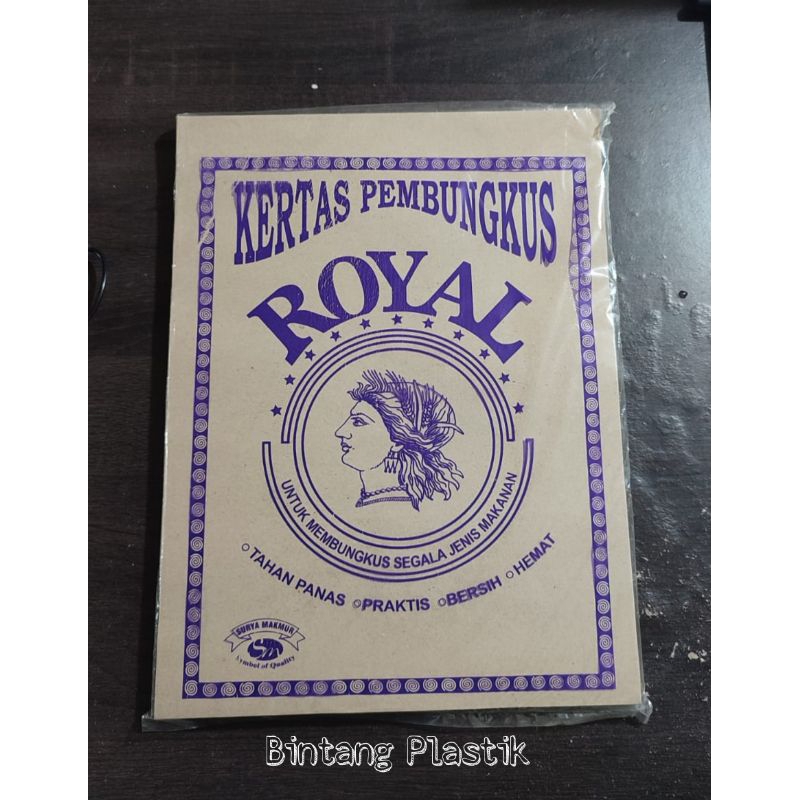 KERTAS PEMBUNGKUS
ROYAL
UNTUK MEMBUNGKUS SEGALA JENIS MAKANAN
TAHAN PANAS PRAKTIS BERSIH HEMAT
SURYA MAKMUR
Symbol of Quality
Bintang Plastik